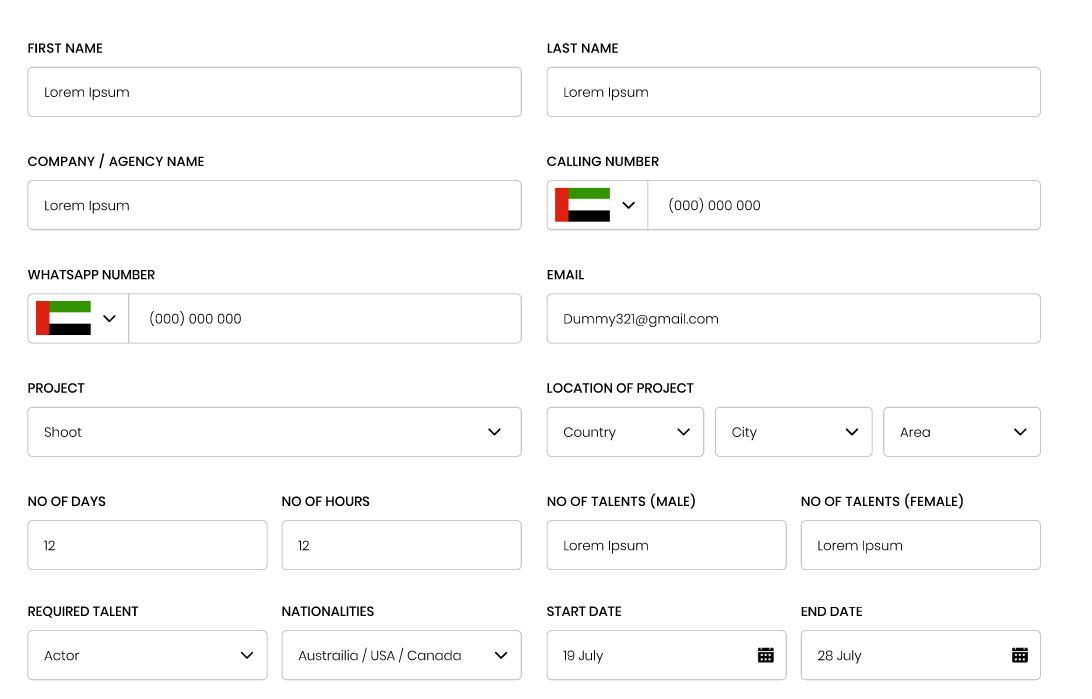 FIRST NAME
LAST NAME
Lorem Ipsum
Lorem Ipsum
COMPANY / AGENCY NAME
CALLING NUMBER
Lorem Ipsum
(000) 000 000
WHATSAPP NUMBER
EMAIL
(000) 000 000
Dummy321@gmail.com
PROJECT
LOCATION OF PROJECT
Shoot
Country
City
Area
NO OF DAYS
NO OF HOURS
NO OF TALENTS (MALE)
NO OF TALENTS (FEMALE)
12
12
Lorem Ipsum
Lorem Ipsum
REQUIRED TALENT
NATIONALITIES
START DATE
END DATE
Actor
Austrailia / USA / Canada
19 July
28 July